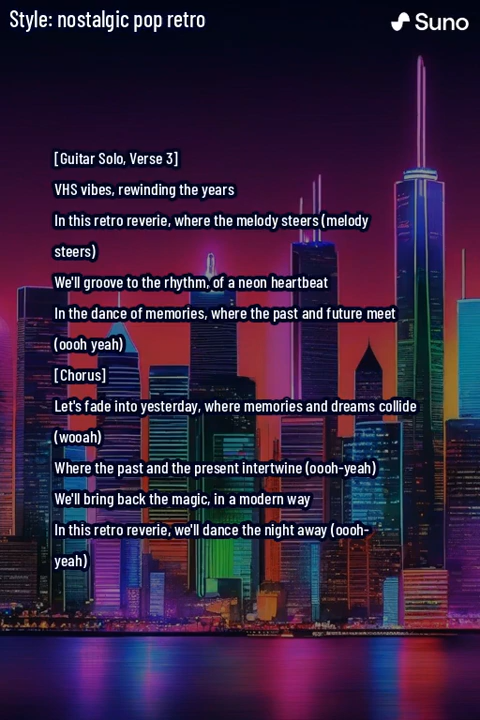 Style: nostalgic pop retro
Suno
[Guitar Solo, Verse 3]
VHS vibes, rewinding the years
In this retro reverie, where the melody steers (melody
steers)
We'll groove to the rhythm, of a neon heartbeat
In the dance of memories, where the past and future meet
(oooh yeah)
[Chorus]
Let's fade into yesterday, where memories and dreams collide
(wooah)
Where the past and the present intertwine (oooh-yeah)
We'll bring back the magic, in a modern way
In this retro reverie, we'll dance the night away (oooh-
yeah)